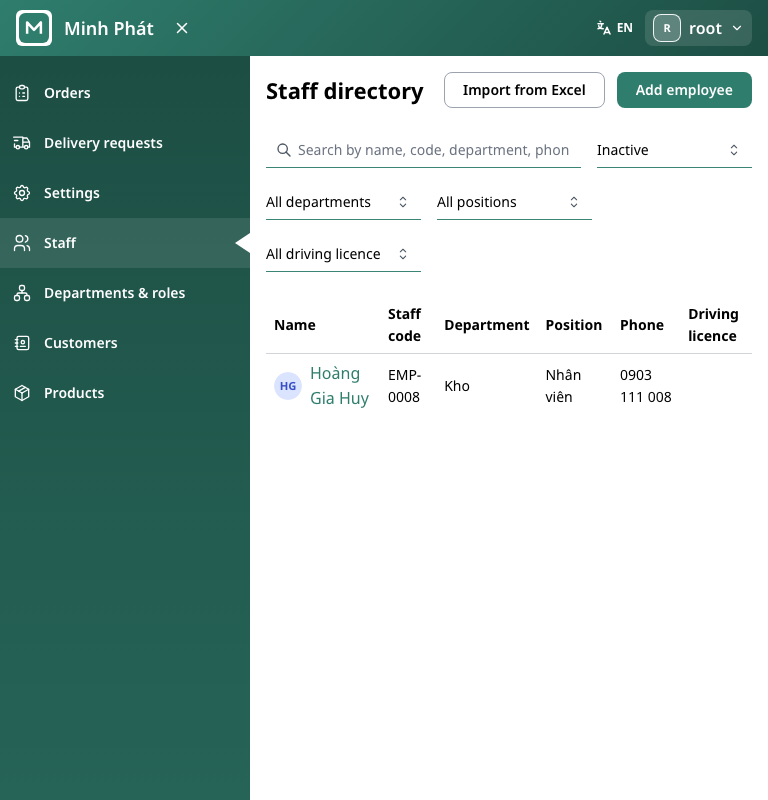 Minh Phát
EN
R
root
Orders
Delivery requests
Settings
Staff
Departments & roles
Customers
Products
Staff directory
Import from Excel
Add employee
Search by name, code, department, phon
Inactive
All departments
All positions
All driving licence
Name
Staff
code
Department
Position
Phone
Driving
licence
HG
Hoàng
Gia Huy
EMP-
0008
Kho
Nhân
viên
0903
111 008